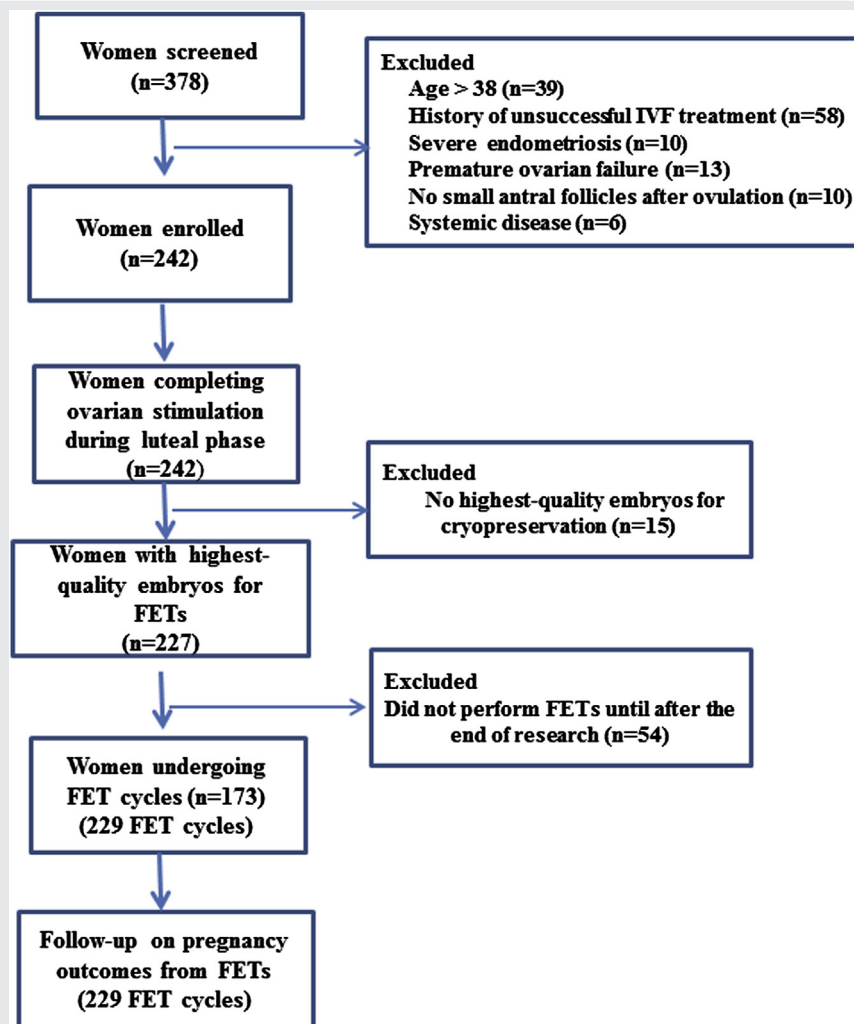 Women screened
(n=378)
Excluded
Age > 38 (n=39)
History of unsuccessful IVF treatment (n=58)
Severe endometriosis (n=10)
Premature ovarian failure (n=13)
No small antral follicles after ovulation (n=10)
Systemic disease (n=6)
Women enrolled
(n=242)
Women completing
ovarian stimulation
during luteal phase
(n=242)
Excluded
No highest-quality embryos for
cryopreservation (n=15)
Women with highest-
quality embryos for
FETs
(n=227)
Excluded
Did not perform FETs until after the
end of research (n=54)
Women undergoing
FET cycles (n=173)
(229 FET cycles)
Follow-up on pregnancy
outcomes from FETs
(229 FET cycles)